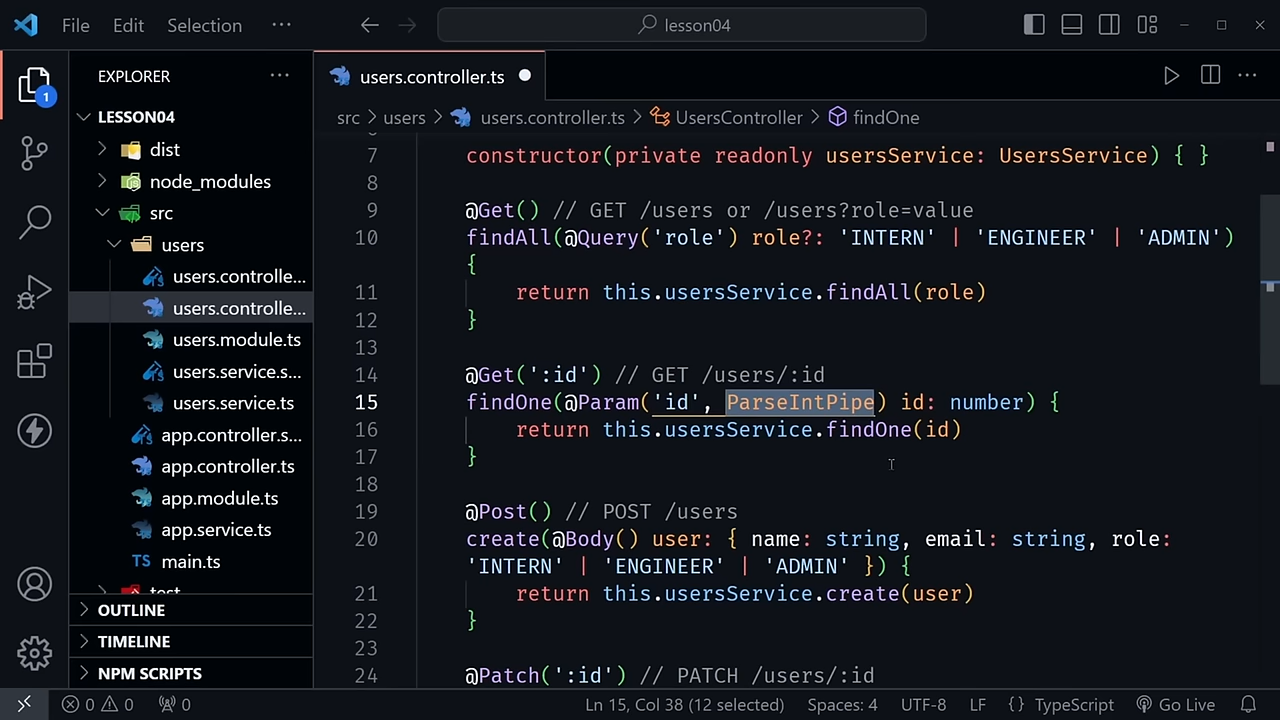 File Edit Selection ··· lesson04
EXPLORER ···
1
LESSON04
dist
node_modules
src
users
users.controlle...
users.controlle...
users.module.ts
users.service.s...
users.service.ts
app.controller.s...
app.controller.ts
app.module.ts
app.service.ts
TS main.ts
test
OUTLINE
TIMELINE
NPM SCRIPTS
users.controller.ts
src > users > users.controller.ts > UsersController > findOne
7 constructor(private readonly usersService: UsersService) { }
8
9 @Get() // GET /users or /users?role=value
10 findAll(@Query('role') role?: 'INTERN' | 'ENGINEER' | 'ADMIN')
{
11 return this.usersService.findAll(role)
12 }
13
14 @Get(':id') // GET /users/:id
15 findOne(@Param('id', ParseIntPipe) id: number) {
16 return this.usersService.findOne(id)
17 }
18
19 @Post() // POST /users
20 create(@Body() user: { name: string, email: string, role:
'INTERN' | 'ENGINEER' | 'ADMIN' }) {
21 return this.usersService.create(user)
22 }
23
24 @Patch(':id') // PATCH /users/:id
0 0 0 Ln 15, Col 38 (12 selected) Spaces: 4 UTF-8 LF {} TypeScript Go Live